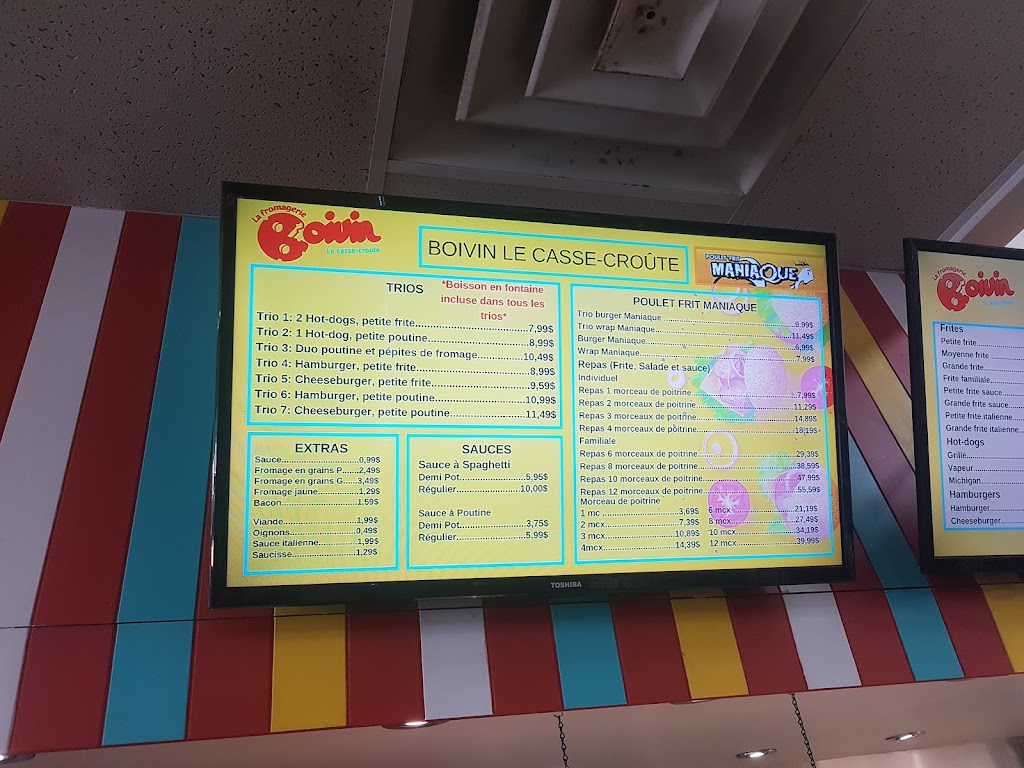 La fromagerie
Boivin
Le casse-croûte
BOIVIN LE CASSE-CROÛTE
POULET FRIT
MANIAQUE
TRIOS
*Boisson en fontaine
incluse dans tous les
trios*
Trio 1: 2 Hot-dogs, petite frite.......7,99$
Trio 2: 1 Hot-dog, petite poutine.......8,99$
Trio 3: Duo poutine et pépites de fromage.......10,49$
Trio 4: Hamburger, petite frite.......8,99$
Trio 5: Cheeseburger, petite frite.......9,59$
Trio 6: Hamburger, petite poutine.......10,99$
Trio 7: Cheeseburger, petite poutine.......11,49$
EXTRAS
Sauce.......0,99$
Fromage en grains P.......2,49$
Fromage en grains G.......3,49$
Fromage jaune.......1,29$
Bacon.......1,59$
Viande.......1,99$
Oignons.......0,49$
Sauce italienne.......1,99$
Saucisse.......1,29$
SAUCES
Sauce à Spaghetti
Demi Pot.......5,95$
Régulier.......10,00$
Sauce à Poutine
Demi Pot.......3,75$
Régulier.......5,99$
POULET FRIT MANIAQUE
Trio burger Maniaque .......9,99$
Trio wrap Maniaque.......11,49$
Burger Maniaque.......6,99$
Wrap Maniaque.......7,99$
Repas (Frite, Salade et sauce)
Individuel
Repas 1 morceau de poitrine .......7,99$
Repas 2 morceaux de poitrine .......11,29$
Repas 3 morceaux de poitrine.......14,89$
Repas 4 morceaux de poitrine.......18,19$
Familiale
Repas 6 morceaux de poitrine.......29,39$
Repas 8 morceaux de poitrine.......38,59$
Repas 10 morceaux de poitrine.......47,99$
Repas 12 morceaux de poitrine.......55,59$
Morceau de poitrine
1 mc.......3,69$
2 mcx.......7,39$
3 mcx.......10,89$
4mcx.......14,39$
6 mcx.......21,19$
8 mcx.......27,49$
10 mcx.......34,19$
12 mcx.......39,99$
TOSHIBA
La fromagerie
Boivin
Frites
Petite frite
Moyenne frite
Grande frite
Frite familiale
Petite frite sauce
Grande frite sauce
Petite frite italienne
Grande frite italienne
Hot-dogs
Grillé
Vapeur
Michigan
Hamburgers
Hamburger
Cheeseburger